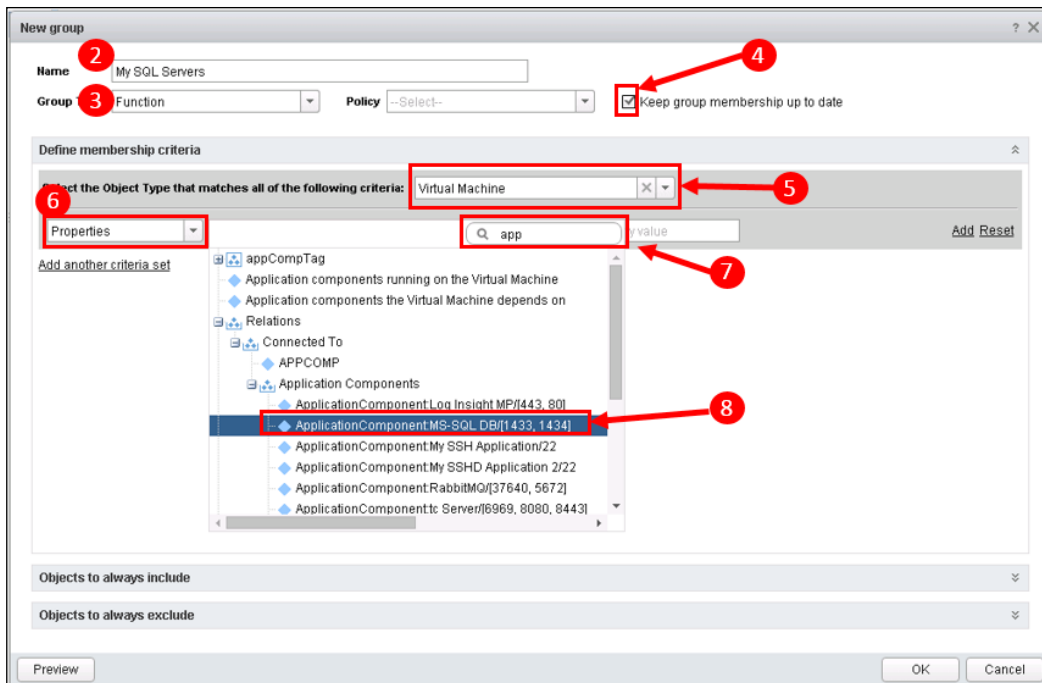 New group
? X
2
4
Name My SQL Servers
Group T 3 Function Policy --Select-- Keep group membership up to date
Define membership criteria
Select the Object Type that matches all of the following criteria: Virtual Machine 5
6
Properties app y value Add Reset
7
Add another criteria set
appCompTag
Application components running on the Virtual Machine
Application components the Virtual Machine depends on
Relations
Connected To
APPCOMP
Application Components
ApplicationComponent:Log Insight MP/[443, 80]
ApplicationComponent:MS-SQL DB/[1433, 1434] 8
ApplicationComponent:My SSH Application/22
ApplicationComponent:My SSHD Application 2/22
ApplicationComponent:RabbitMQ/[37640, 5672]
ApplicationComponent:tc Server/[6969, 8080, 8443]
Objects to always include
Objects to always exclude
Preview OK Cancel